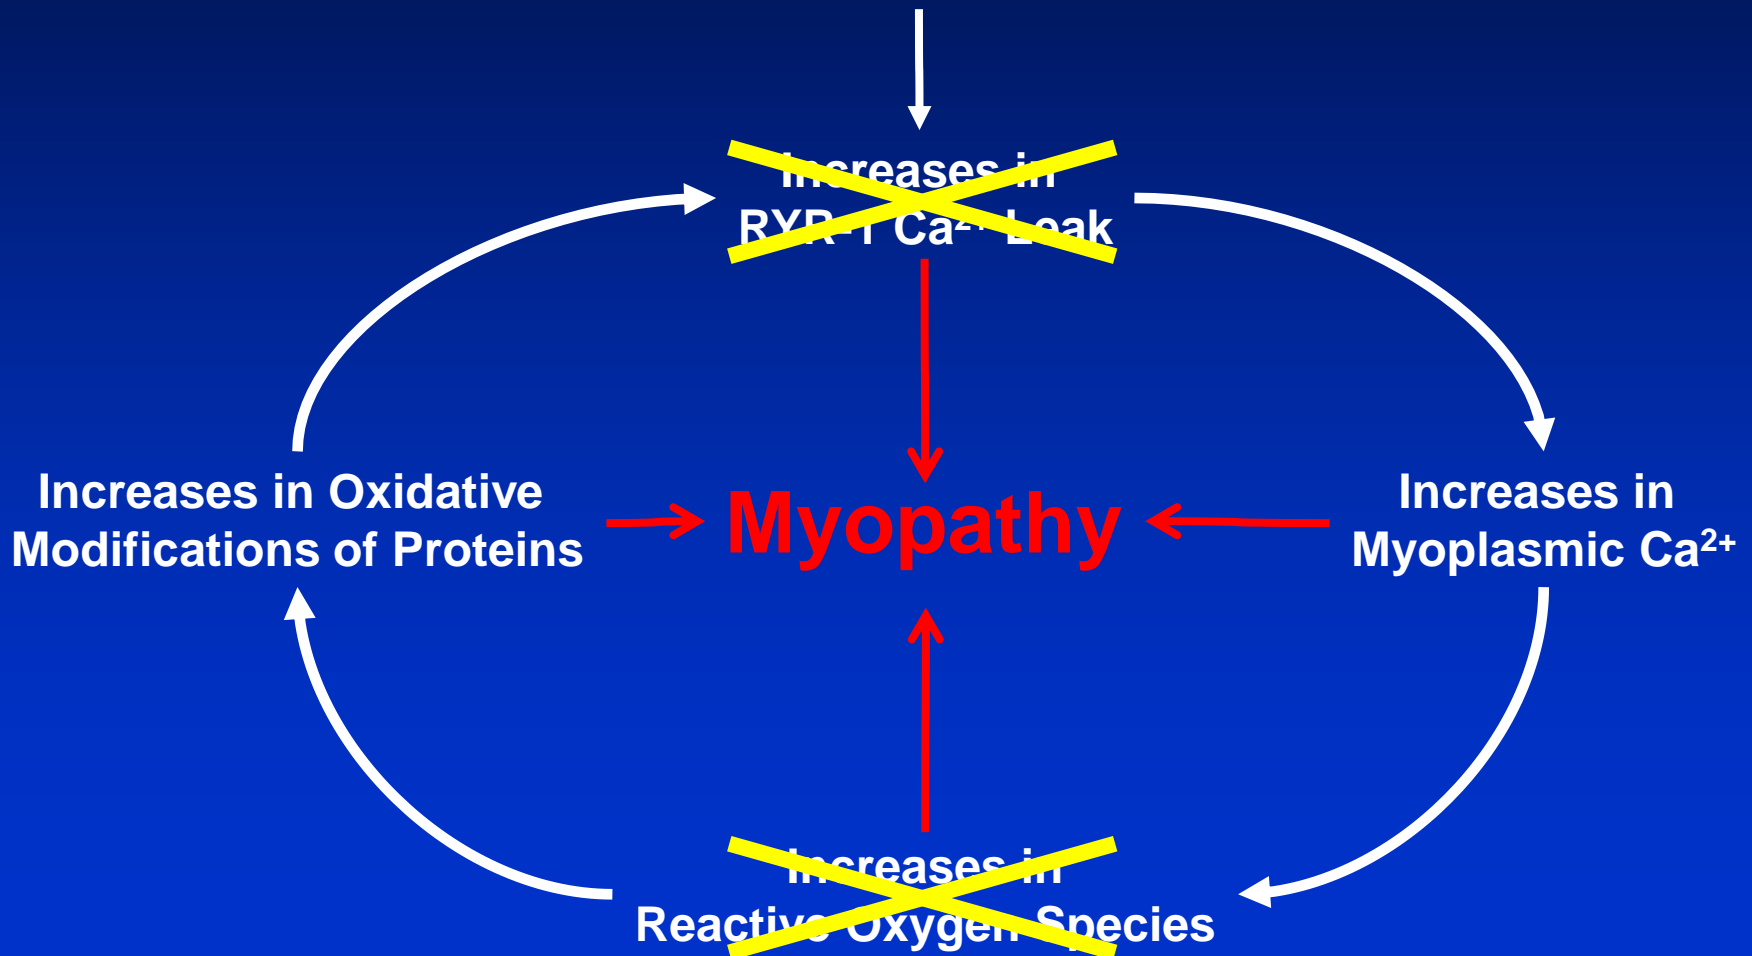 Increases in
RYR-1 Ca²⁺ Leak
Increases in Oxidative
Modifications of Proteins
Myopathy
Increases in
Myoplasmic Ca²⁺
Increases in
Reactive Oxygen Species